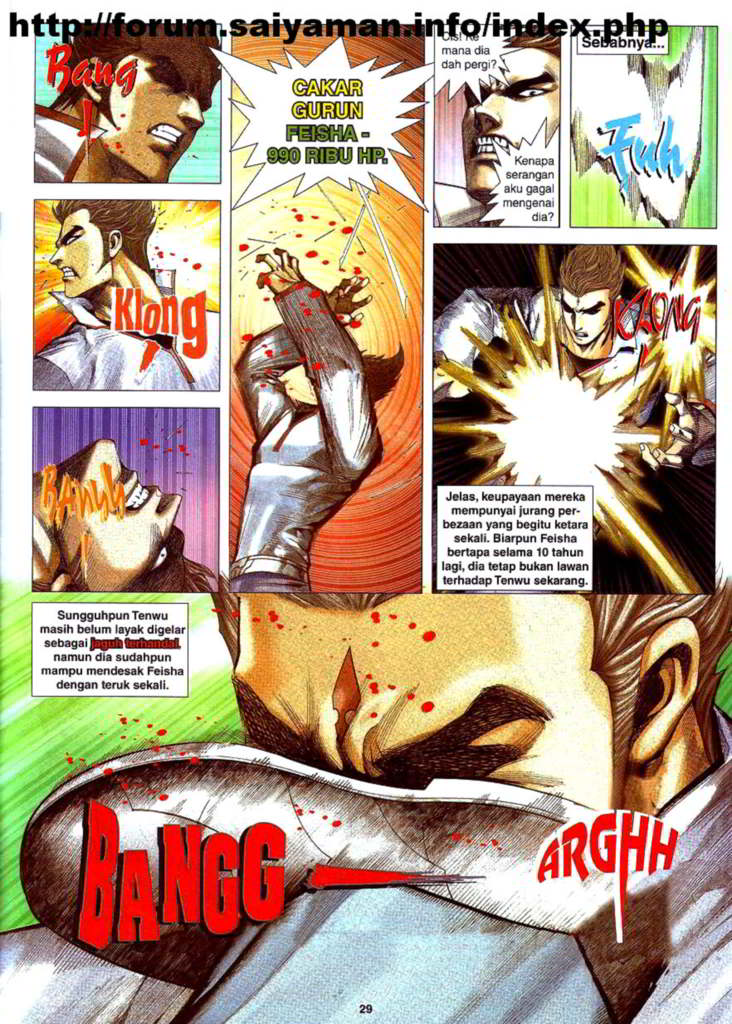 http://forum.saiyaman.info/index.php
Bang
CAKAR
GURUN
FEISHA -
990 RIBU HP.
Cis! Ke
mana dia
dah pergi?
Kenapa
serangan
aku gagal
mengenai
dia?
Sebabnya...
Fuh
Klong
KLONG
BANG
Jelas, keupayaan mereka
mempunyai jurang per-
bezaan yang begitu ketara
sekali. Biarpun Feisha
bertapa selama 10 tahun
lagi, dia tetap bukan lawan
terhadap Tenwu sekarang.
Sungguhpun Tenwu
masih belum layak digelar
sebagai jaguh terhandal,
namun dia sudahpun
mampu mendesak Feisha
dengan teruk sekali.
BANGG
ARGHH
29